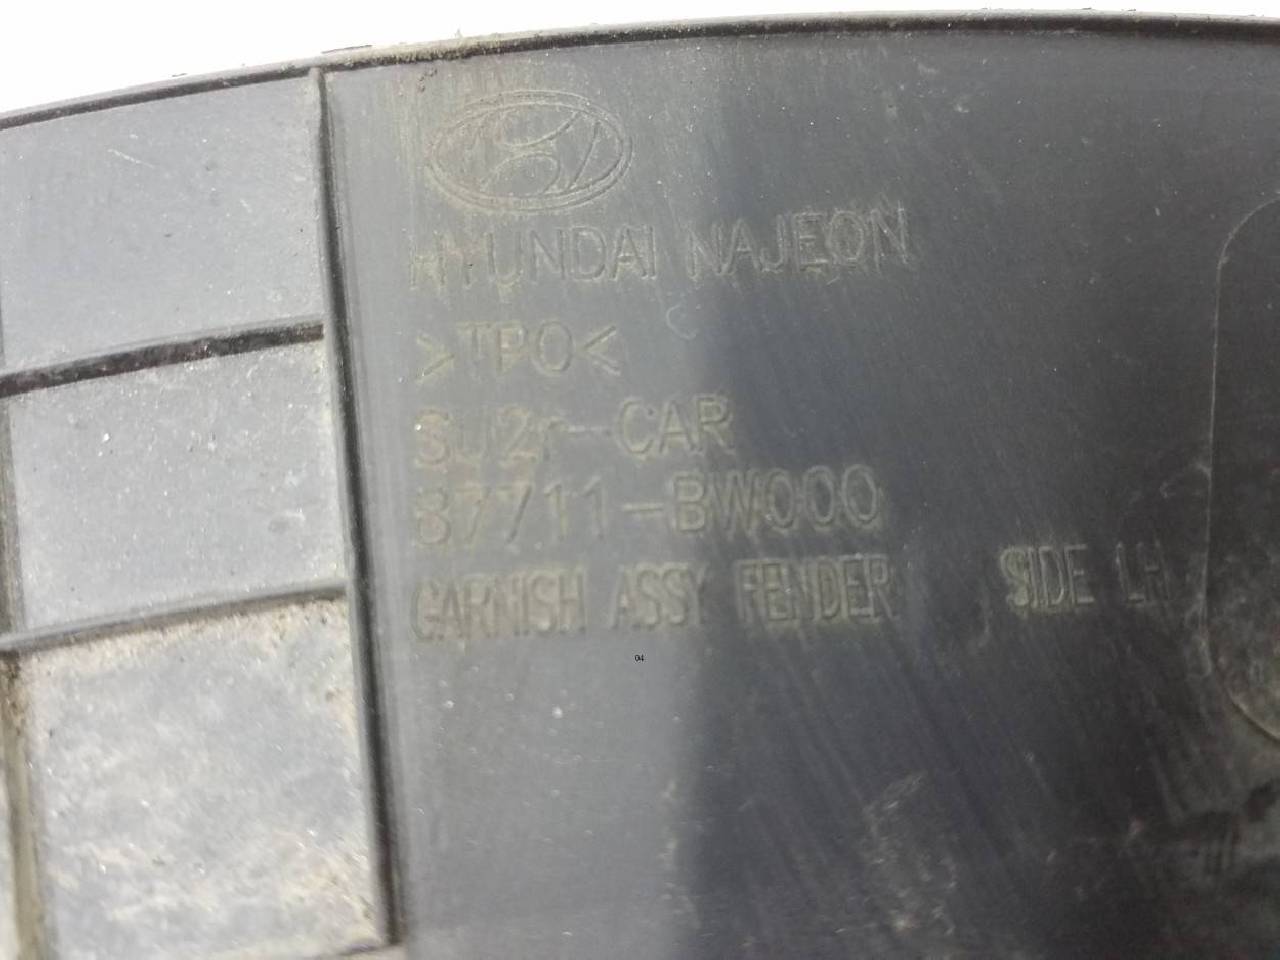 HYUNDAI NAJEON
>TPO<
SU2r-CAR
87711-BW000
GARNISH ASSY FENDER SIDE LH